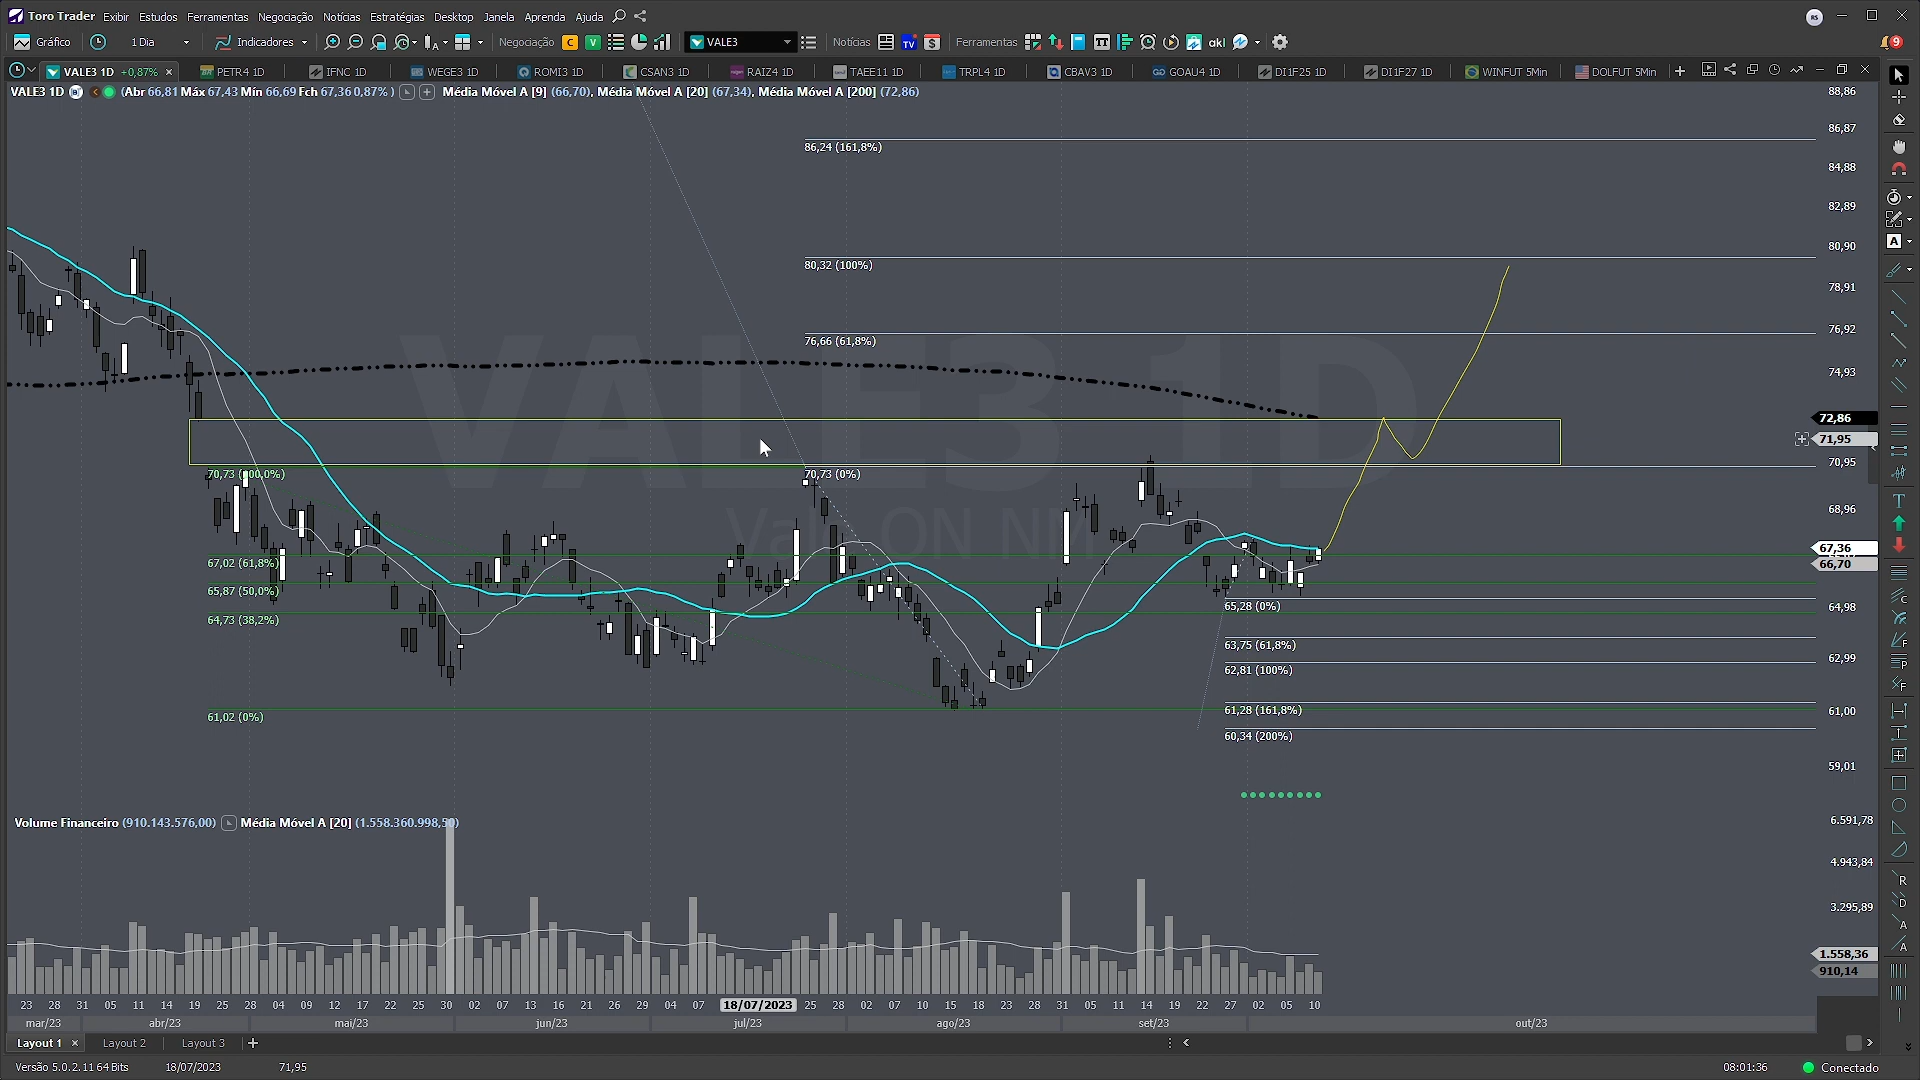 Toro Trader Exibir Estudos Ferramentas Negociação Notícias Estratégias Desktop Janela Aprenda Ajuda RS
Gráfico 1 Dia Indicadores A Negociação C V VALE3 Notícias TV $ Ferramentas akl 9
VALE3 1D +0,87% × PETR4 1D IFNC 1D WEGE3 1D ROMI3 1D CSAN3 1D RAIZ4 1D TAEE11 1D TRPL4 1D CBAV3 1D GOAU4 1D DI1F25 1D DI1F27 1D WINFUT 5Min DOLFUT 5Min
VALE3 1D (Abr 66,81 Máx 67,43 Mín 66,69 Fch 67,36 0,87% ) Média Móvel A [9] (66,70), Média Móvel A [20] (67,34), Média Móvel A [200] (72,86)
88,86
86,87
86,24 (161,8%)
84,88
82,89
80,90
80,32 (100%)
78,91
76,92
76,66 (61,8%)
74,93
VALE3 1D
72,86
71,95
70,95
70,73 (100,0%) 70,73 (0%)
68,96
Vale ON NM
67,36
67,02 (61,8%) 66,70
65,87 (50,0%)
65,28 (0%) 64,98
64,73 (38,2%)
63,75 (61,8%)
62,99
62,81 (100%)
61,28 (161,8%) 61,00
61,02 (0%)
60,34 (200%)
59,01
Volume Financeiro (910.143.576,00) Média Móvel A [20] (1.558.360.998,50)
6.591,78
4.943,84
3.295,89
1.558,36
910,14
23 28 31 05 11 14 19 25 28 04 09 12 17 22 25 30 02 07 13 16 21 26 29 04 07 18/07/2023 25 28 02 07 10 15 18 23 28 31 05 11 14 19 22 27 02 05 10
mar/23 abr/23 mai/23 jun/23 jul/23 ago/23 set/23 out/23
Layout 1 × Layout 2 Layout 3 +
Versão 5.0.2.11 64 Bits 18/07/2023 71,95 08:01:36 Conectado